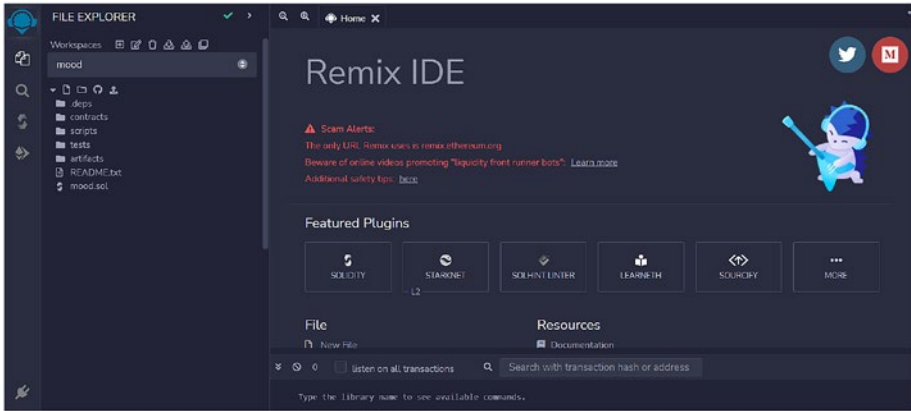 FILE EXPLORER
Workspaces
mood
.deps
contracts
scripts
tests
artifacts
README.txt
mood.sol
Home
Remix IDE
M
Scam Alerts:
The only URL Remix uses is remix.ethereum.org
Beware of online videos promoting "liquidity front runner bots": Learn more
Additional safety tips: here
Featured Plugins
SOLIDITY
STARKNET
L2
SOLHINT LINTER
LEARNETH
SOURCIFY
MORE
File
New File
Resources
Documentation
0
listen on all transactions
Search with transaction hash or address
Type the library name to see available commands.